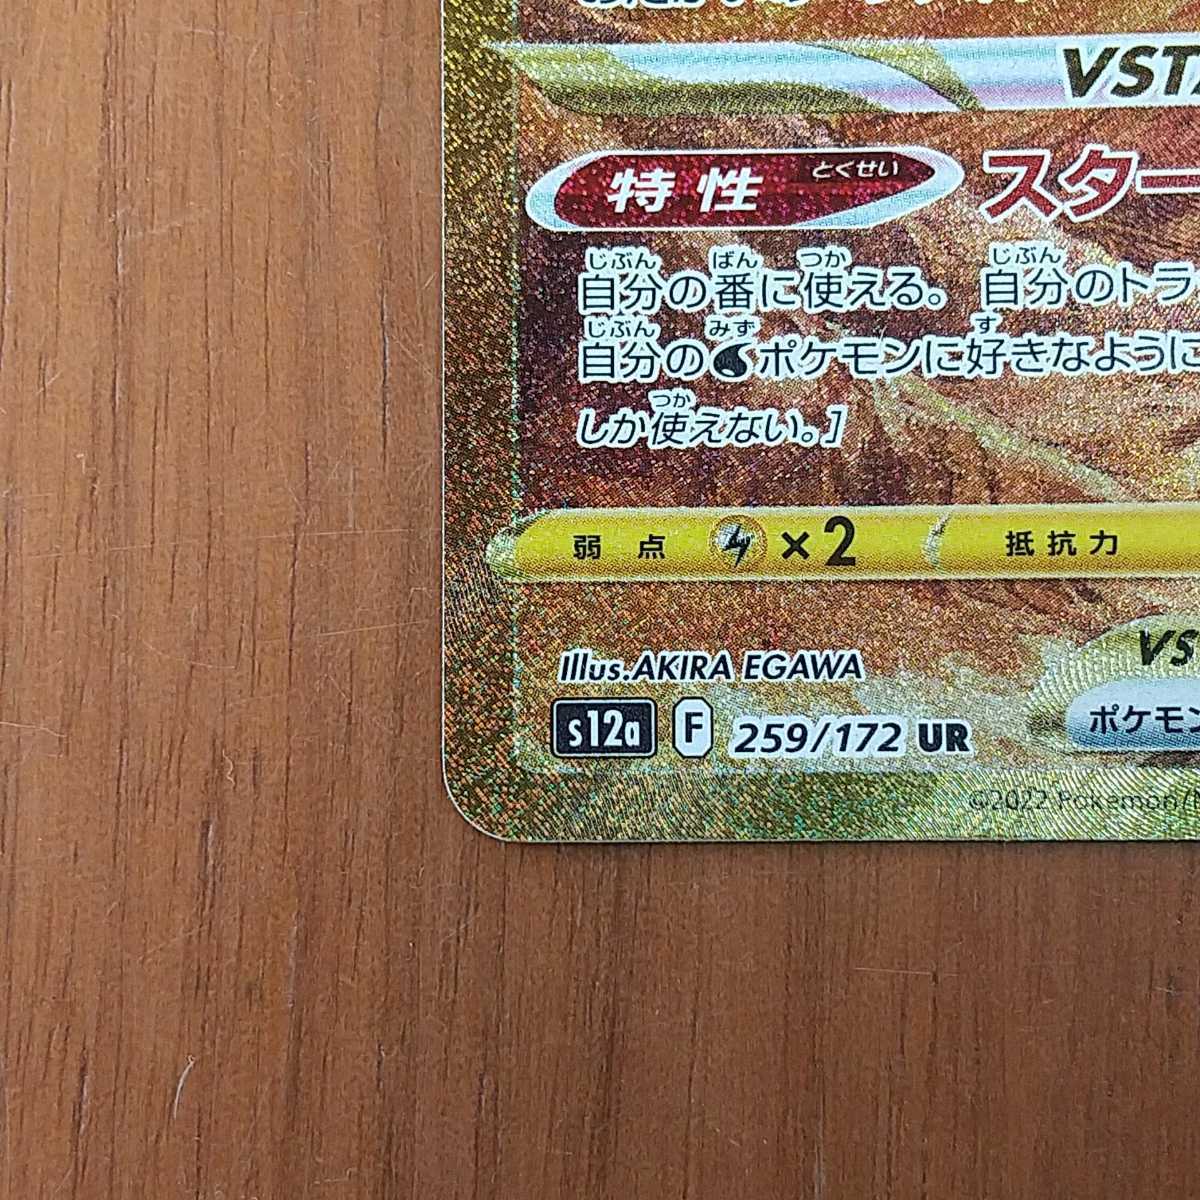 VSTA
特性 とくせい スター
じぶん ばん つか じぶん
自分の番に使える。 自分のトラ
じぶん みず す
自分のポケモンに好きなように
つか
しか使えない。]
弱点 ×2 抵抗力
VS
Illus.AKIRA EGAWA
s12a F 259/172 UR
ポケモン
©2022 Pokémon/